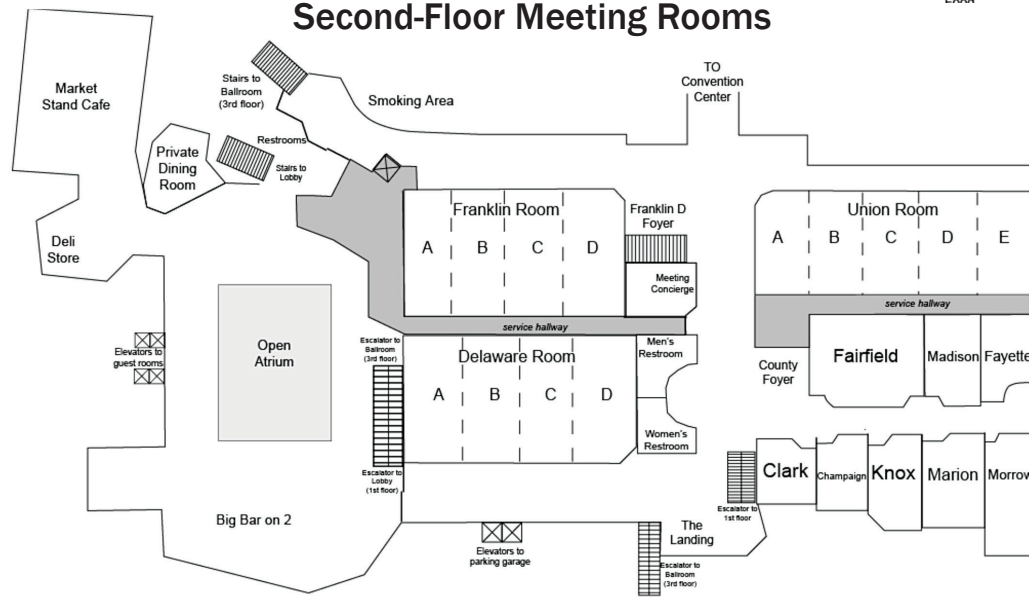 Second-Floor Meeting Rooms
TO
Convention
Center
Market
Stand Cafe
Stairs to
Ballroom
(3rd floor)
Smoking Area
Restrooms
Private
Dining
Room
Stairs to
Lobby
Deli
Store
Franklin Room
A B C D
Franklin D
Foyer
Meeting
Concierge
Union Room
A B C D E
service hallway
service hallway
Elevators to
guest rooms
Open
Atrium
Escalator to
Ballroom
(3rd floor)
Delaware Room
A B C D
Men's
Restroom
Women's
Restroom
County
Foyer
Fairfield
Madison
Fayette
Escalator to
Lobby
(1st floor)
Clark
Champaign
Knox
Marion
Morrow
Escalator to
1st floor
Big Bar on 2
Elevators to
parking garage
The
Landing
Escalator to
Ballroom
(3rd floor)